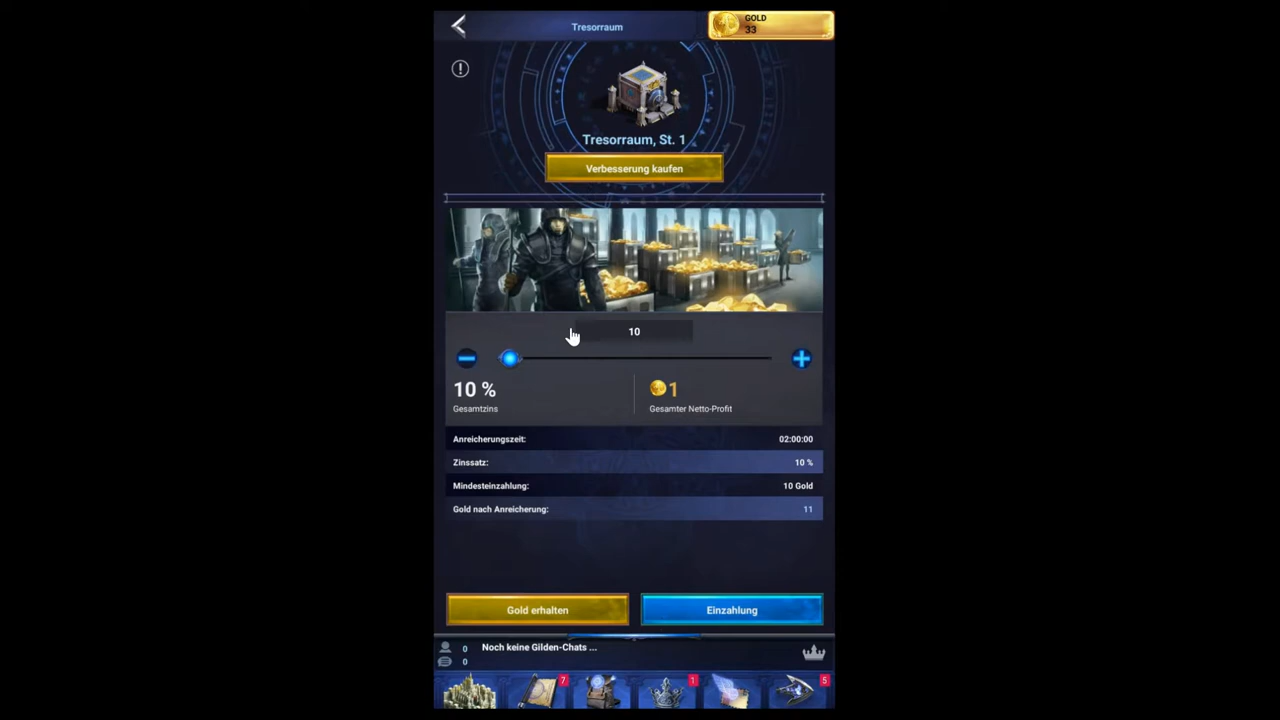 Tresorraum
GOLD
33
Tresorraum, St. 1
Verbesserung kaufen
10
10 %
Gesamtzins
1
Gesamter Netto-Profit
Anreicherungszeit: 02:00:00
Zinssatz: 10 %
Mindesteinzahlung: 10 Gold
Gold nach Anreicherung: 11
Gold erhalten
Einzahlung
0 Noch keine Gilden-Chats ...
0
7
1
5